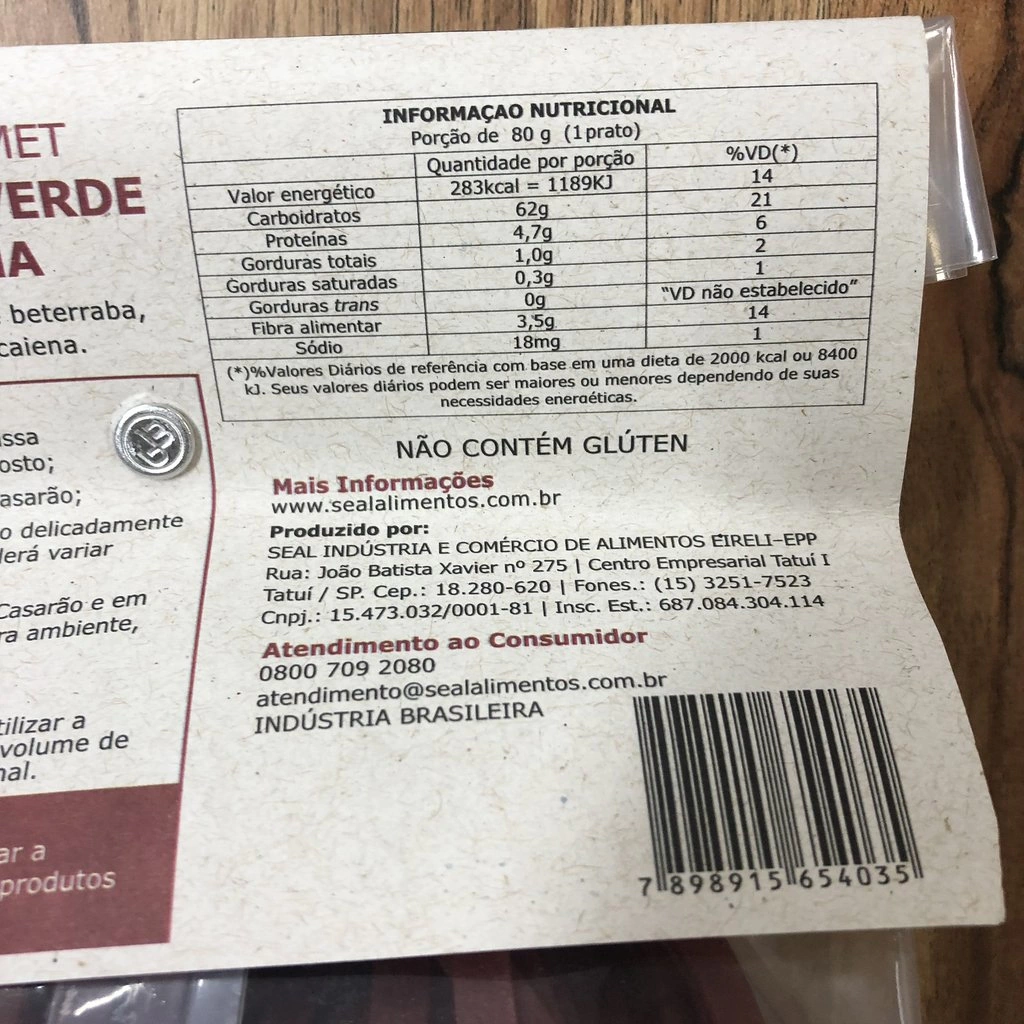 MET
VERDE
IA
beterraba,
caiena.
osto;
asarão;
o delicadamente
variar
Casarão e em
ambiente,
a
volume de
a
produtos
INFORMAÇAO NUTRICIONAL
Porção de 80 g (1prato)
Quantidade por porção %VD(*)
Valor energético 283kcal = 1189KJ 14
Carboidratos 62g 21
Proteínas 4,7g 6
Gorduras totais 1,0g 2
Gorduras saturadas 0,3g 1
Gorduras trans 0g "VD não estabelecido"
Fibra alimentar 3,5g 14
Sódio 18mg 1
(*)%Valores Diários de referência com base em uma dieta de 2000 kcal ou 8400
kJ. Seus valores diários podem ser maiores ou menores dependendo de suas
necessidades energéticas.
NÃO CONTÉM GLÚTEN
Mais Informações
www.sealalimentos.com.br
Produzido por:
SEAL INDÚSTRIA E COMÉRCIO DE ALIMENTOS EIRELI-EPP
Rua: João Batista Xavier nº 275 | Centro Empresarial Tatuí I
Tatuí / SP. Cep.: 18.280-620 | Fones.: (15) 3251-7523
Cnpj.: 15.473.032/0001-81 | Insc. Est.: 687.084.304.114
Atendimento ao Consumidor
0800 709 2080
atendimento@sealalimentos.com.br
INDÚSTRIA BRASILEIRA
7 898915 654035